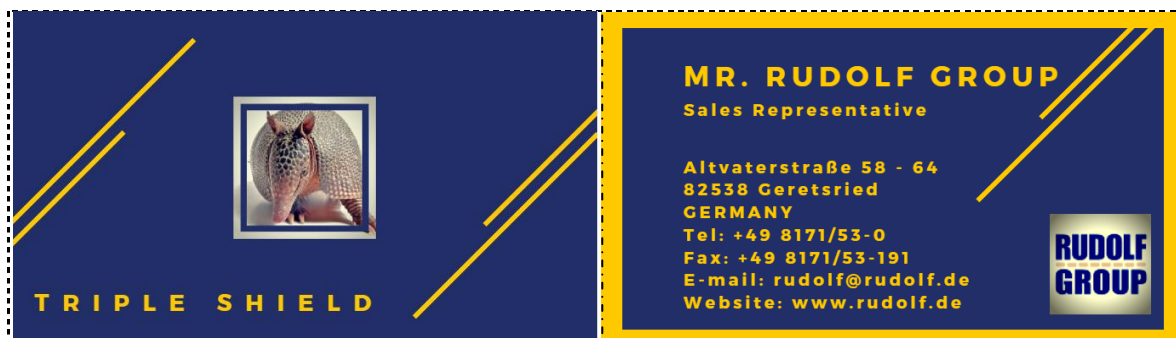 TRIPLE SHIELD
MR. RUDOLF GROUP
Sales Representative
Altvaterstraße 58 - 64
82538 Geretsried
GERMANY
Tel: +49 8171/53-0
Fax: +49 8171/53-191
E-mail: rudolf@rudolf.de
Website: www.rudolf.de
RUDOLF
GROUP